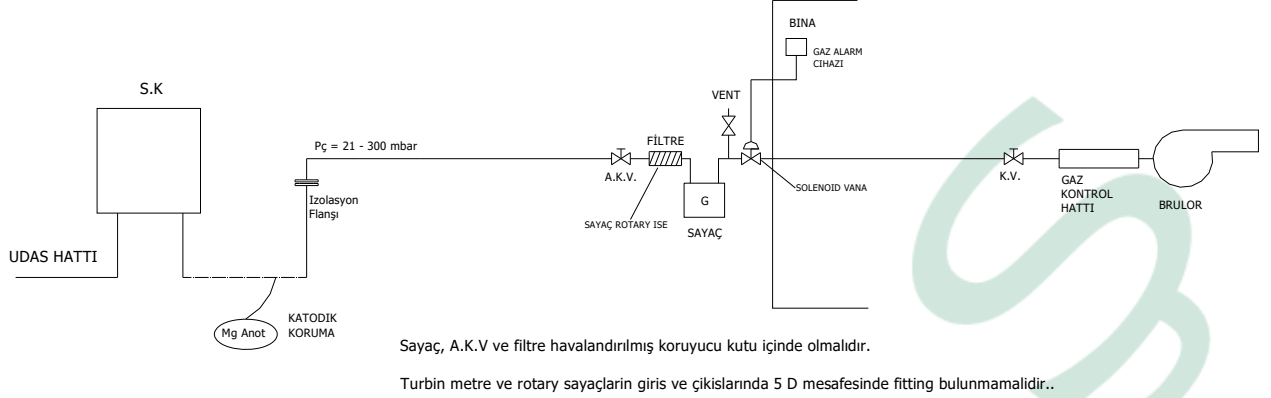 BINA
GAZ ALARM
CIHAZI
S.K
VENT
Pç = 21 - 300 mbar
FİLTRE
A.K.V.
SOLENOID VANA
K.V.
GAZ
KONTROL
HATTI
BRULOR
Izolasyon
Flanşı
G
SAYAÇ ROTARY ISE
SAYAÇ
UDAS HATTI
Mg Anot
KATODIK
KORUMA
Sayaç, A.K.V ve filtre havalandırılmış koruyucu kutu içinde olmalıdır.
Turbin metre ve rotary sayaçlarin giris ve çikislarında 5 D mesafesinde fitting bulunmamalidir..